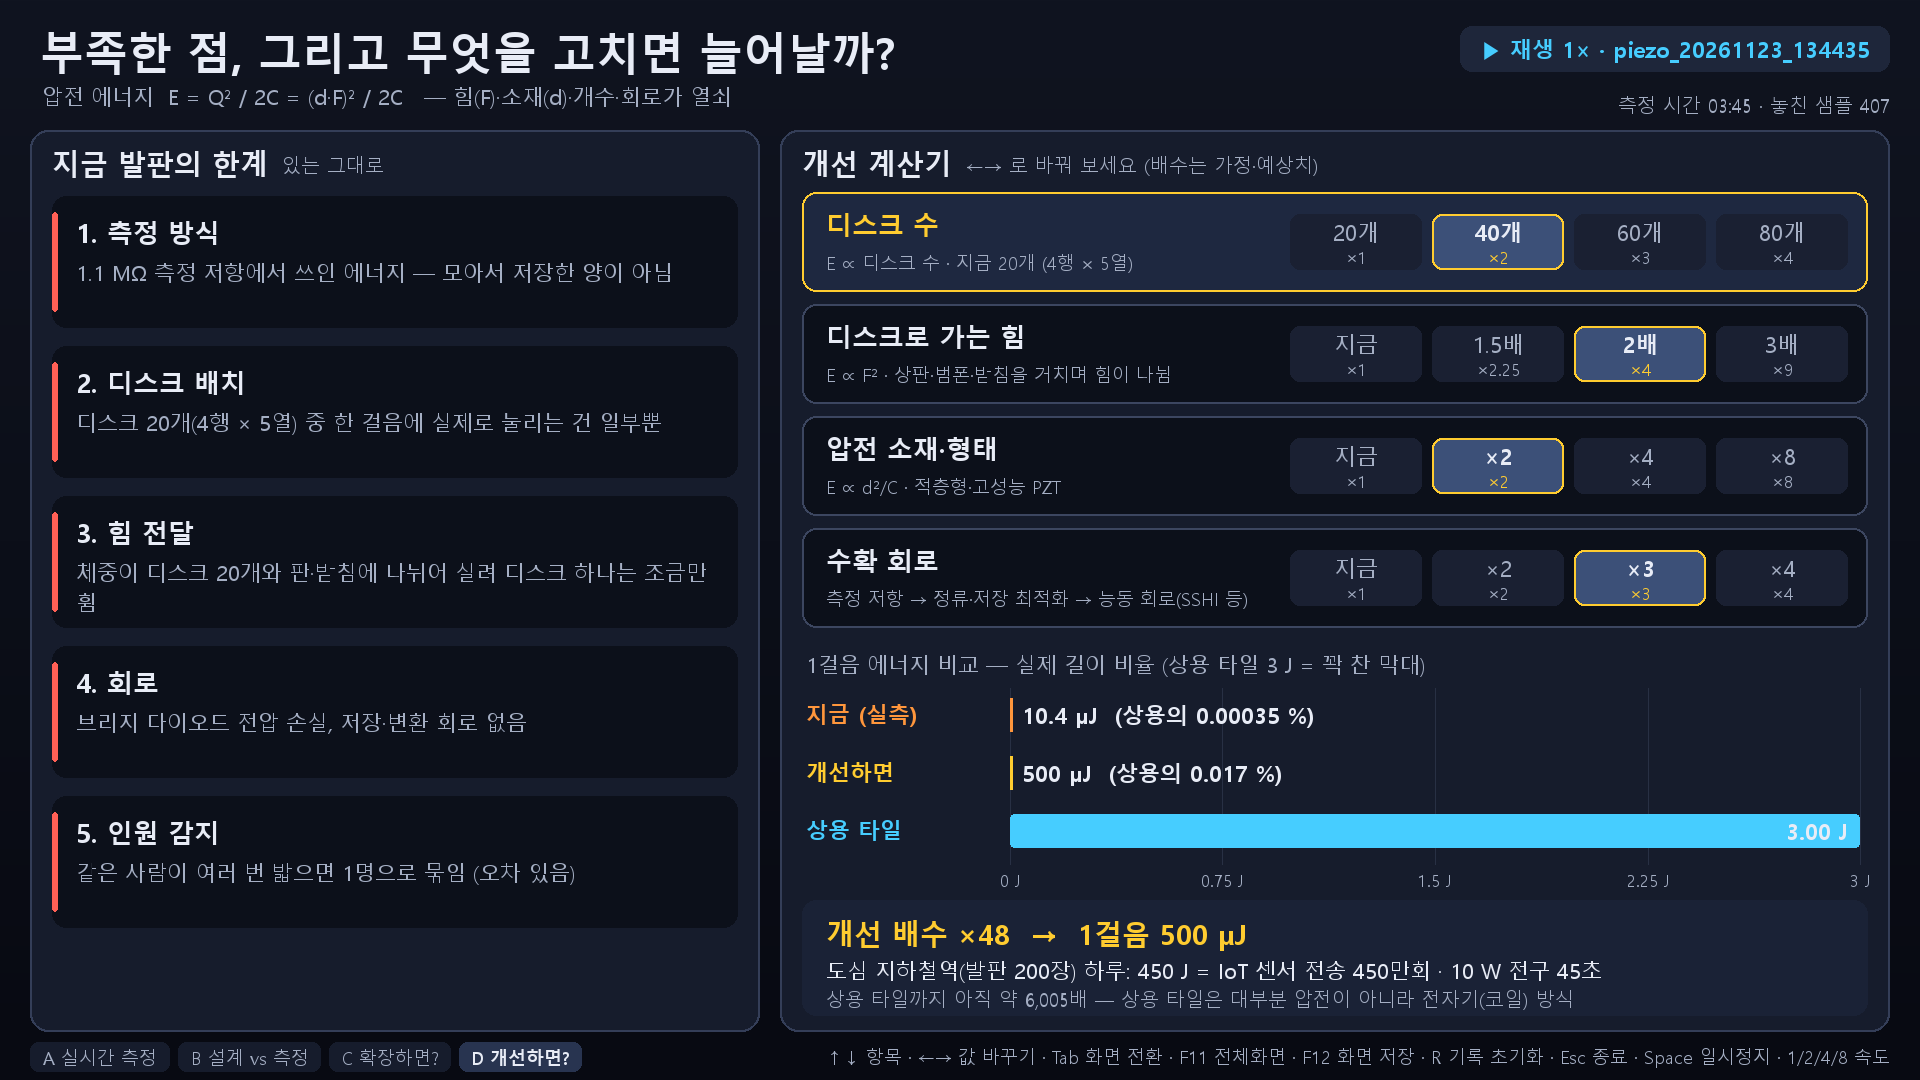 부족한 점, 그리고 무엇을 고치면 늘어날까?
▶ 재생 1× · piezo_20261123_134435
압전 에너지 E = Q² / 2C = (d·F)² / 2C — 힘(F)·소재(d)·개수·회로가 열쇠
측정 시간 03:45 · 놓친 샘플 407
지금 발판의 한계 있는 그대로
1. 측정 방식
1.1 MΩ 측정 저항에서 쓰인 에너지 — 모아서 저장한 양이 아님
2. 디스크 배치
디스크 20개(4행 × 5열) 중 한 걸음에 실제로 눌리는 건 일부뿐
3. 힘 전달
체중이 디스크 20개와 판·받침에 나뉘어 실려 디스크 하나는 조금만
휨
4. 회로
브리지 다이오드 전압 손실, 저장·변환 회로 없음
5. 인원 감지
같은 사람이 여러 번 밟으면 1명으로 묶임 (오차 있음)
개선 계산기 ←→ 로 바꿔 보세요 (배수는 가정·예상치)
디스크 수
E ∝ 디스크 수 · 지금 20개 (4행 × 5열)
20개 40개 60개 80개
×1 ×2 ×3 ×4
디스크로 가는 힘
E ∝ F² · 상판·범폰·받침을 거치며 힘이 나뉨
지금 1.5배 2배 3배
×1 ×2.25 ×4 ×9
압전 소재·형태
E ∝ d²/C · 적층형·고성능 PZT
지금 ×2 ×4 ×8
×1 ×2 ×4 ×8
수확 회로
측정 저항 → 정류·저장 최적화 → 능동 회로(SSHI 등)
지금 ×2 ×3 ×4
×1 ×2 ×3 ×4
1걸음 에너지 비교 — 실제 길이 비율 (상용 타일 3 J = 꽉 찬 막대)
지금 (실측) 10.4 µJ (상용의 0.00035 %)
개선하면 500 µJ (상용의 0.017 %)
상용 타일 3.00 J
0 J 0.75 J 1.5 J 2.25 J 3 J
개선 배수 ×48 → 1걸음 500 µJ
도심 지하철역(발판 200장) 하루: 450 J = IoT 센서 전송 450만회 · 10 W 전구 45초
상용 타일까지 아직 약 6,005배 — 상용 타일은 대부분 압전이 아니라 전자기(코일) 방식
A 실시간 측정 B 설계 vs 측정 C 확장하면? D 개선하면?
↑↓ 항목 · ←→ 값 바꾸기 · Tab 화면 전환 · F11 전체화면 · F12 화면 저장 · R 기록 초기화 · Esc 종료 · Space 일시정지 · 1/2/4/8 속도